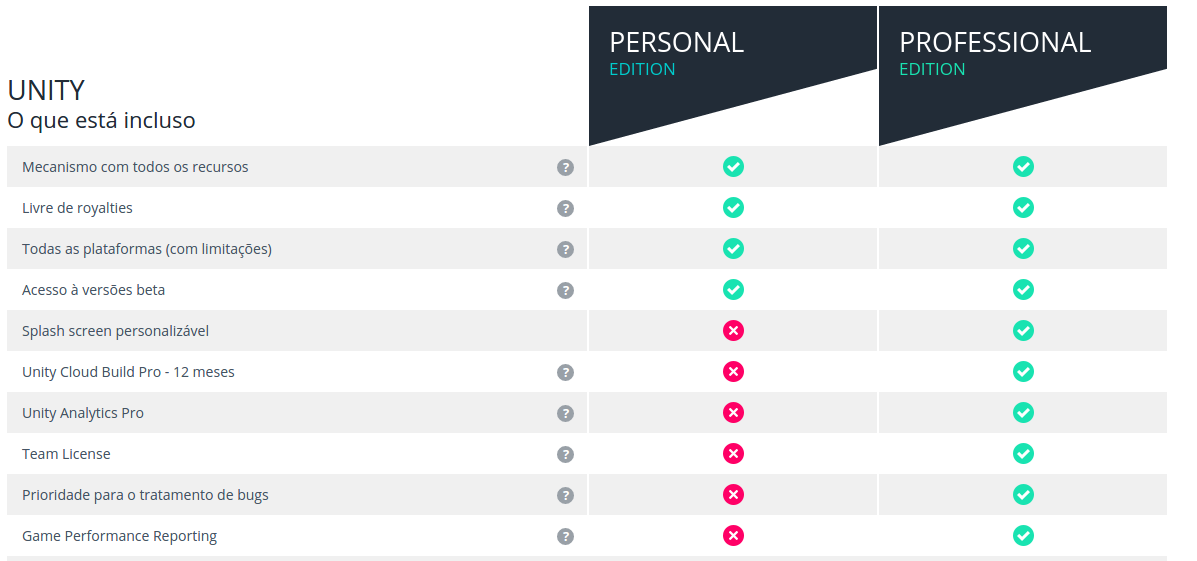 PERSONAL
EDITION
PROFESSIONAL
EDITION
UNITY
O que está incluso
Mecanismo com todos os recursos ?
Livre de royalties ?
Todas as plataformas (com limitações) ?
Acesso à versões beta ?
Splash screen personalizável
Unity Cloud Build Pro - 12 meses ?
Unity Analytics Pro ?
Team License ?
Prioridade para o tratamento de bugs ?
Game Performance Reporting ?